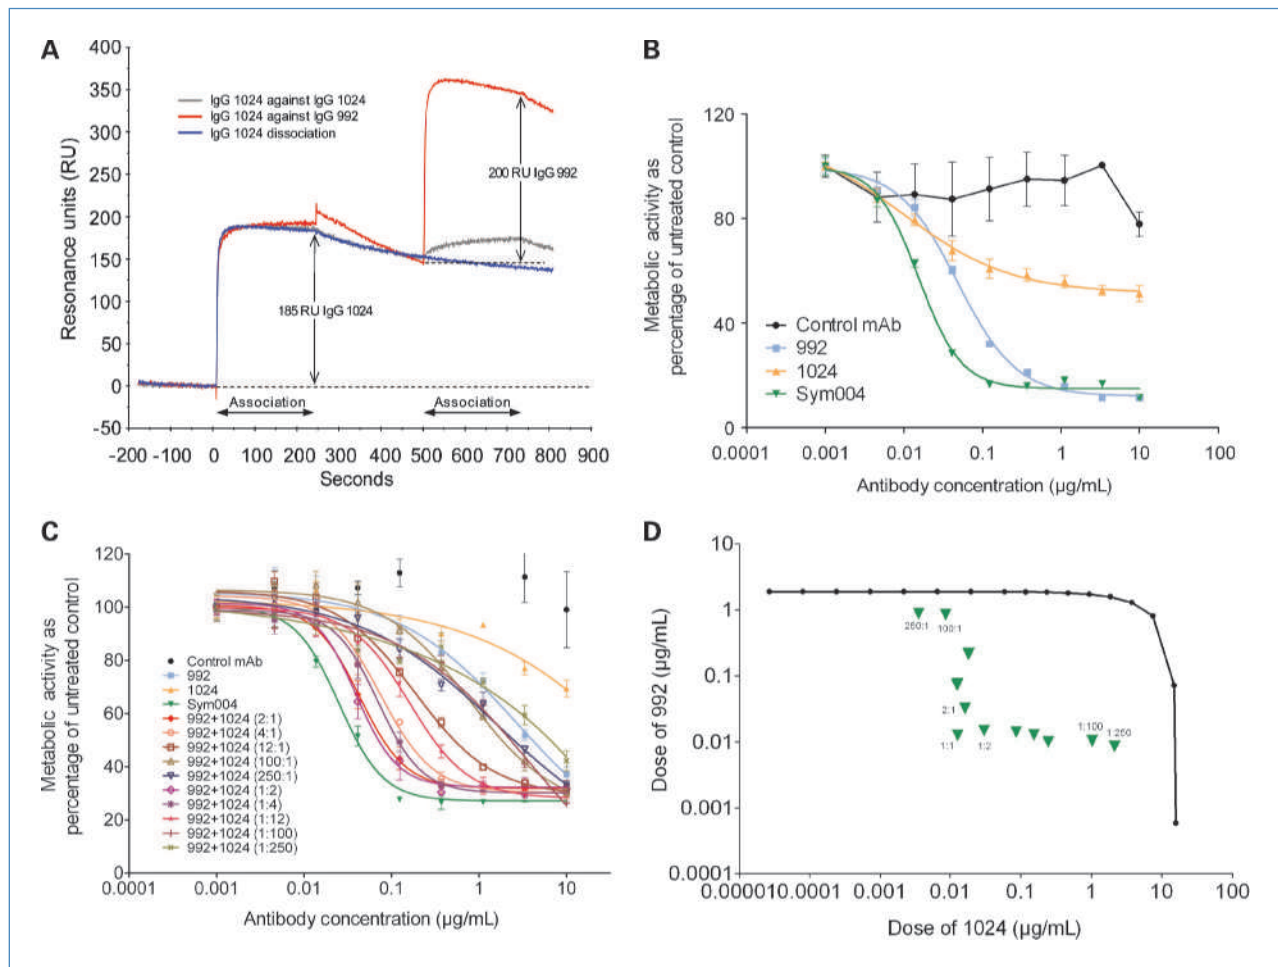 A
400
350
300
250
200
150
100
50
0
-50
Resonance units (RU)
IgG 1024 against IgG 1024
IgG 1024 against IgG 992
IgG 1024 dissociation
200 RU IgG 992
185 RU IgG 1024
Association
Association
-200 -100 0 100 200 300 400 500 600 700 800 900
Seconds
B
Metabolic activity as
percentage of untreated control
120
80
40
0
Control mAb
992
1024
Sym004
0.0001 0.001 0.01 0.1 1 10 100
Antibody concentration (µg/mL)
C
Metabolic activity as
percentage of untreated control
120
100
80
60
40
20
0
Control mAb
992
1024
Sym004
992+1024 (2:1)
992+1024 (4:1)
992+1024 (12:1)
992+1024 (100:1)
992+1024 (250:1)
992+1024 (1:2)
992+1024 (1:4)
992+1024 (1:12)
992+1024 (1:100)
992+1024 (1:250)
0.0001 0.001 0.01 0.1 1 10
Antibody concentration (µg/mL)
D
Dose of 992 (µg/mL)
10
1
0.1
0.01
0.001
0.0001
250:1 100:1
2:1
1:1 1:2
1:100 1:250
0.00001 0.0001 0.001 0.01 0.1 1 10 100
Dose of 1024 (µg/mL)